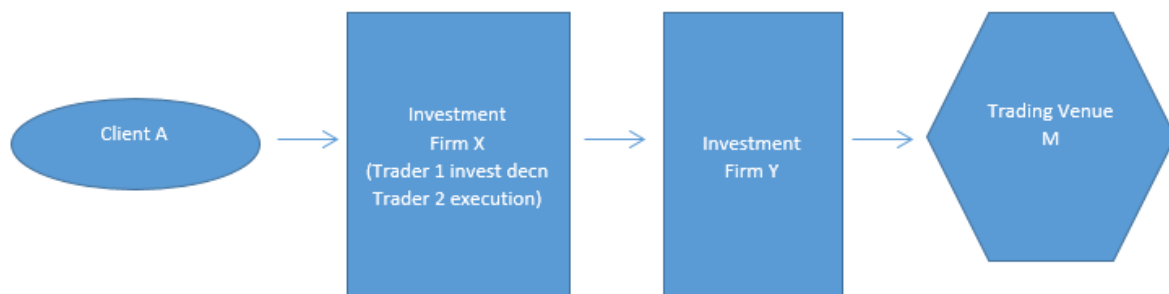 Client A
Investment
Firm X
(Trader 1 invest decn
Trader 2 execution)
Investment
Firm Y
Trading Venue
M